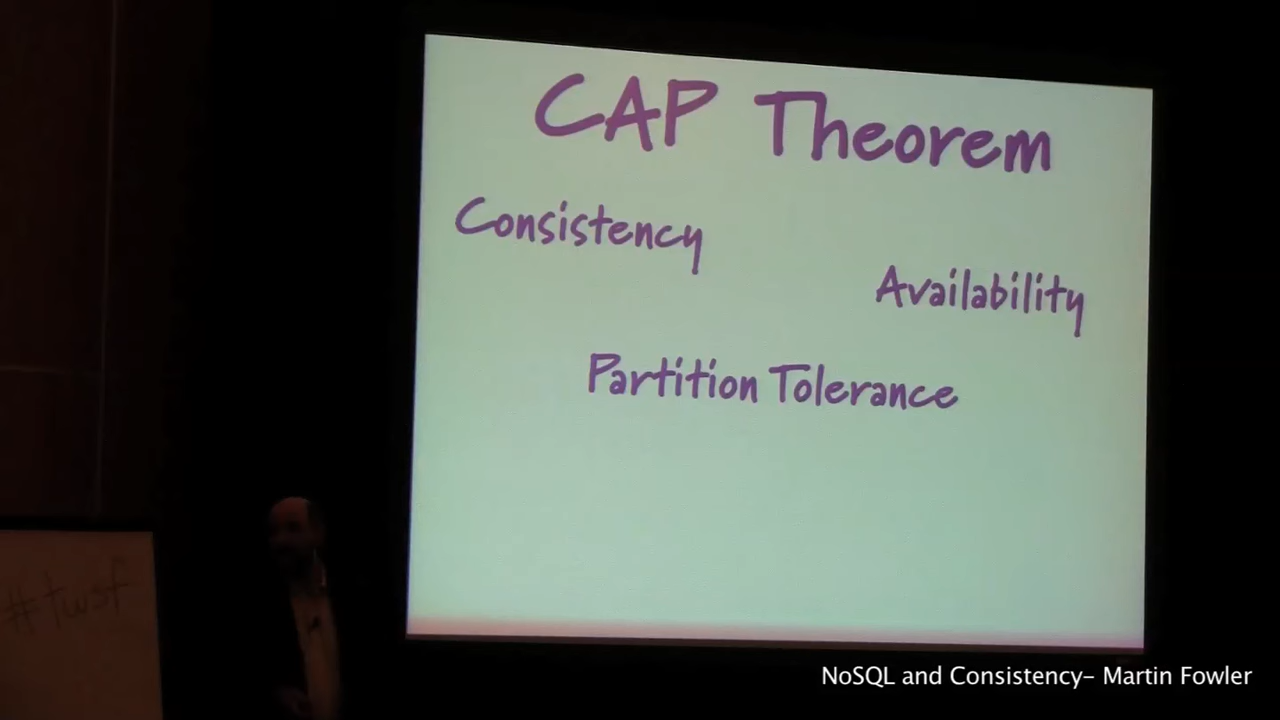 CAP Theorem
Consistency
Availability
Partition Tolerance
#twsf
NoSQL and Consistency- Martin Fowler